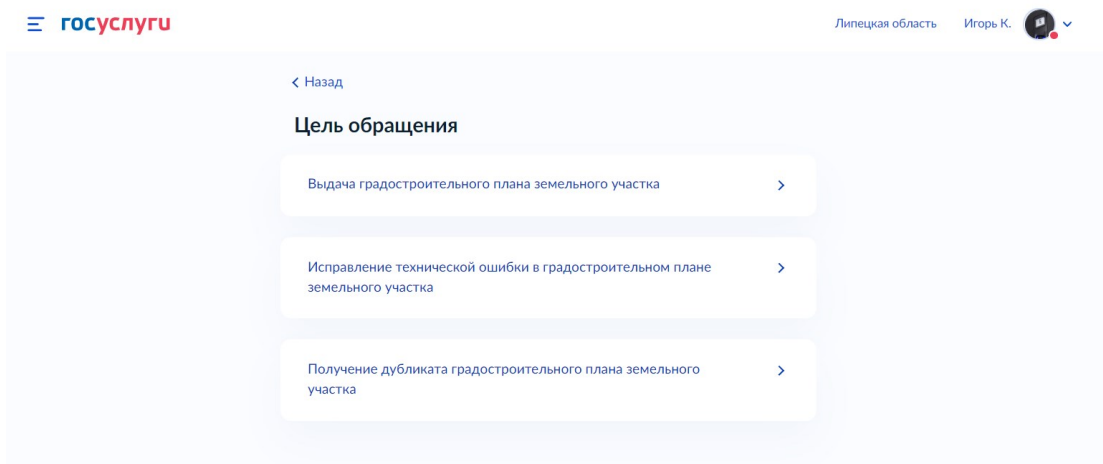 госуслуги
Липецкая область
Игорь К.
Назад
Цель обращения
Выдача градостроительного плана земельного участка
Исправление технической ошибки в градостроительном плане
земельного участка
Получение дубликата градостроительного плана земельного
участка